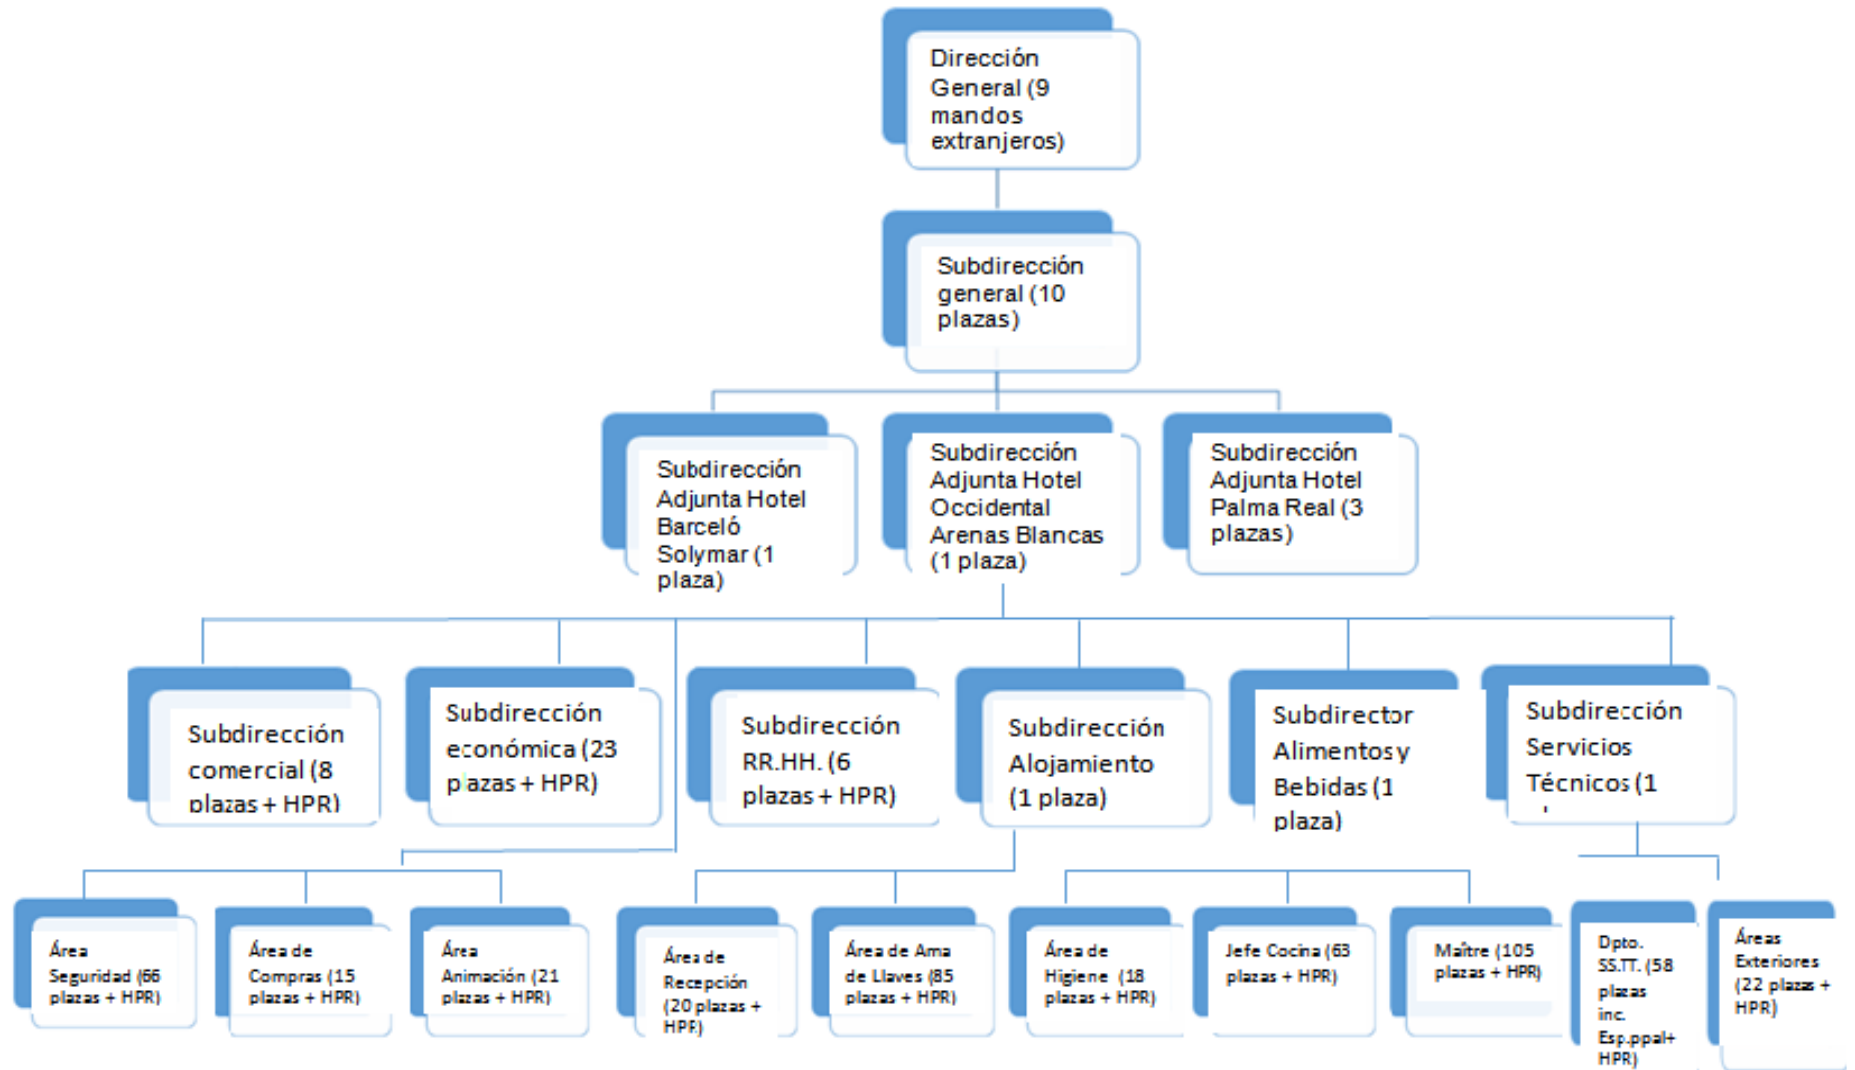 Dirección
General (9
mandos
extranjeros)
Subdirección
general (10
plazas)
Subdirección
Adjunta Hotel
Barceló
Solymar (1
plaza)
Subdirección
Adjunta Hotel
Occidental
Arenas Blancas
(1 plaza)
Subdirección
Adjunta Hotel
Palma Real (3
plazas)
Subdirección
comercial (8
plazas + HPR)
Subdirección
económica (23
plazas + HPR)
Subdirección
RR.HH. (6
plazas + HPR)
Subdirección
Alojamiento
(1 plaza)
Subdirector
Alimentos y
Bebidas (1
plaza)
Subdirección
Servicios
Técnicos (1
Área
Seguridad (66
plazas + HPR)
Área de
Compras (15
plazas + HPR)
Área
Animación (21
plazas + HPR)
Área de
Recepción
(20 plazas +
HPR)
Área de Ama
de Llaves (85
plazas + HPR)
Área de
Higiene (18
plazas + HPR)
Jefe Cocina (63
plazas + HPR)
Maître (105
plazas + HPR)
Dpto.
SS.TT. (58
plazas
inc.
Esp.ppal+
HPR)
Áreas
Exteriores
(22 plazas +
HPR)